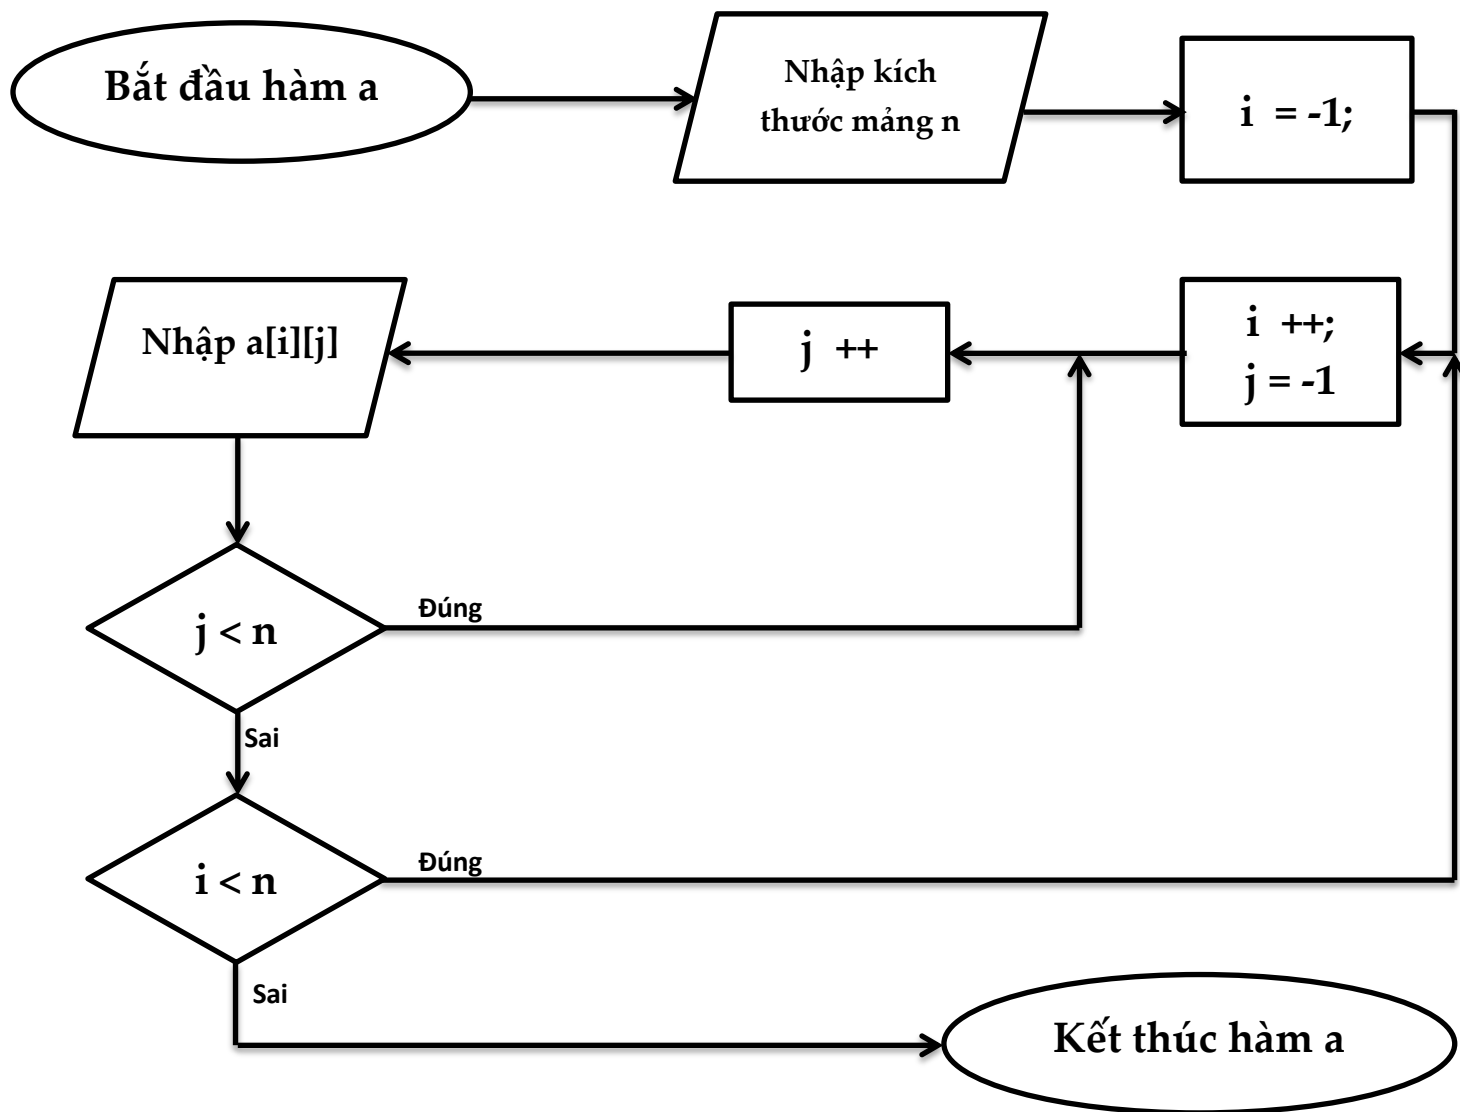 Bắt đầu hàm a
Nhập kích
thước mảng n
i = -1;
Nhập a[i][j]
j ++
i ++;
j = -1
j < n
Đúng
Sai
i < n
Đúng
Sai
Kết thúc hàm a